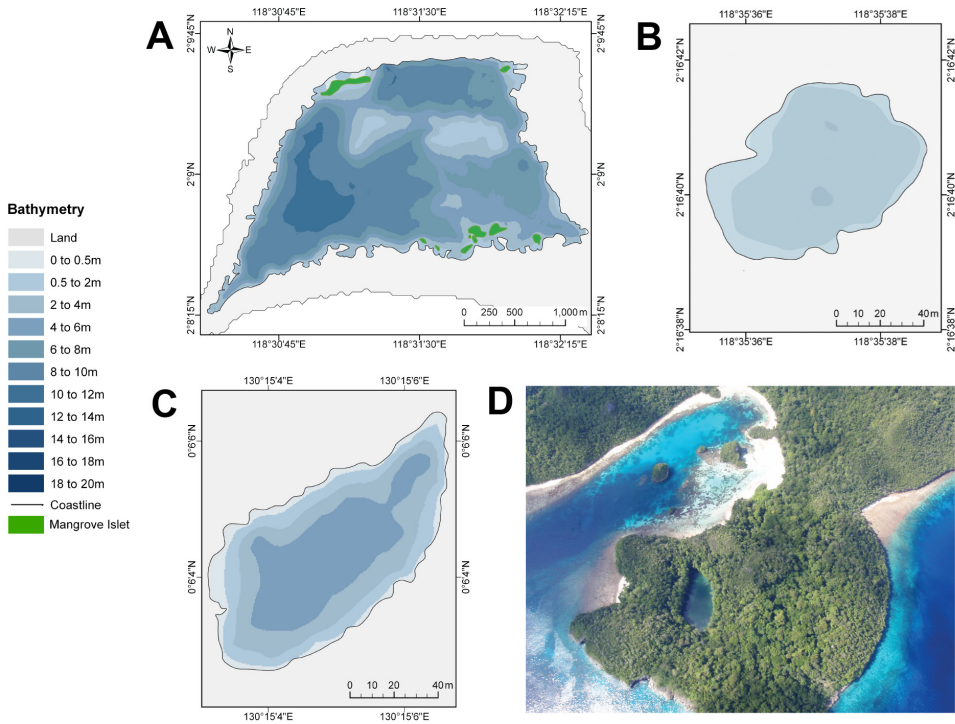 A
118°30'45"E 118°31'30"E 118°32'15"E
2°9'45"N
2°9'N
2°8'15"N
N
W E
S
2°9'45"N
2°9'N
2°8'15"N
0 250 500 1,000 m
118°30'45"E 118°31'30"E 118°32'15"E
B
118°35'36"E 118°35'38"E
2°16'42"N
2°16'40"N
2°16'38"N
2°16'42"N
2°16'40"N
2°16'38"N
0 10 20 40 m
118°35'36"E 118°35'38"E
Bathymetry
Land
0 to 0.5m
0.5 to 2m
2 to 4m
4 to 6m
6 to 8m
8 to 10m
10 to 12m
12 to 14m
14 to 16m
16 to 18m
18 to 20m
Coastline
Mangrove Islet
C
130°15'4"E 130°15'6"E
0°6'6"N
0°6'4"N
0°6'6"N
0°6'4"N
0 10 20 40 m
130°15'4"E 130°15'6"E
D